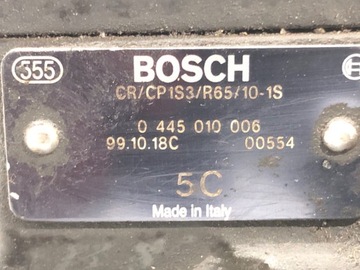 355 BOSCH
CR/CP1S3/R65/10-1S
0 445 010 006
99.10.18C 00554
5C
Made in Italy